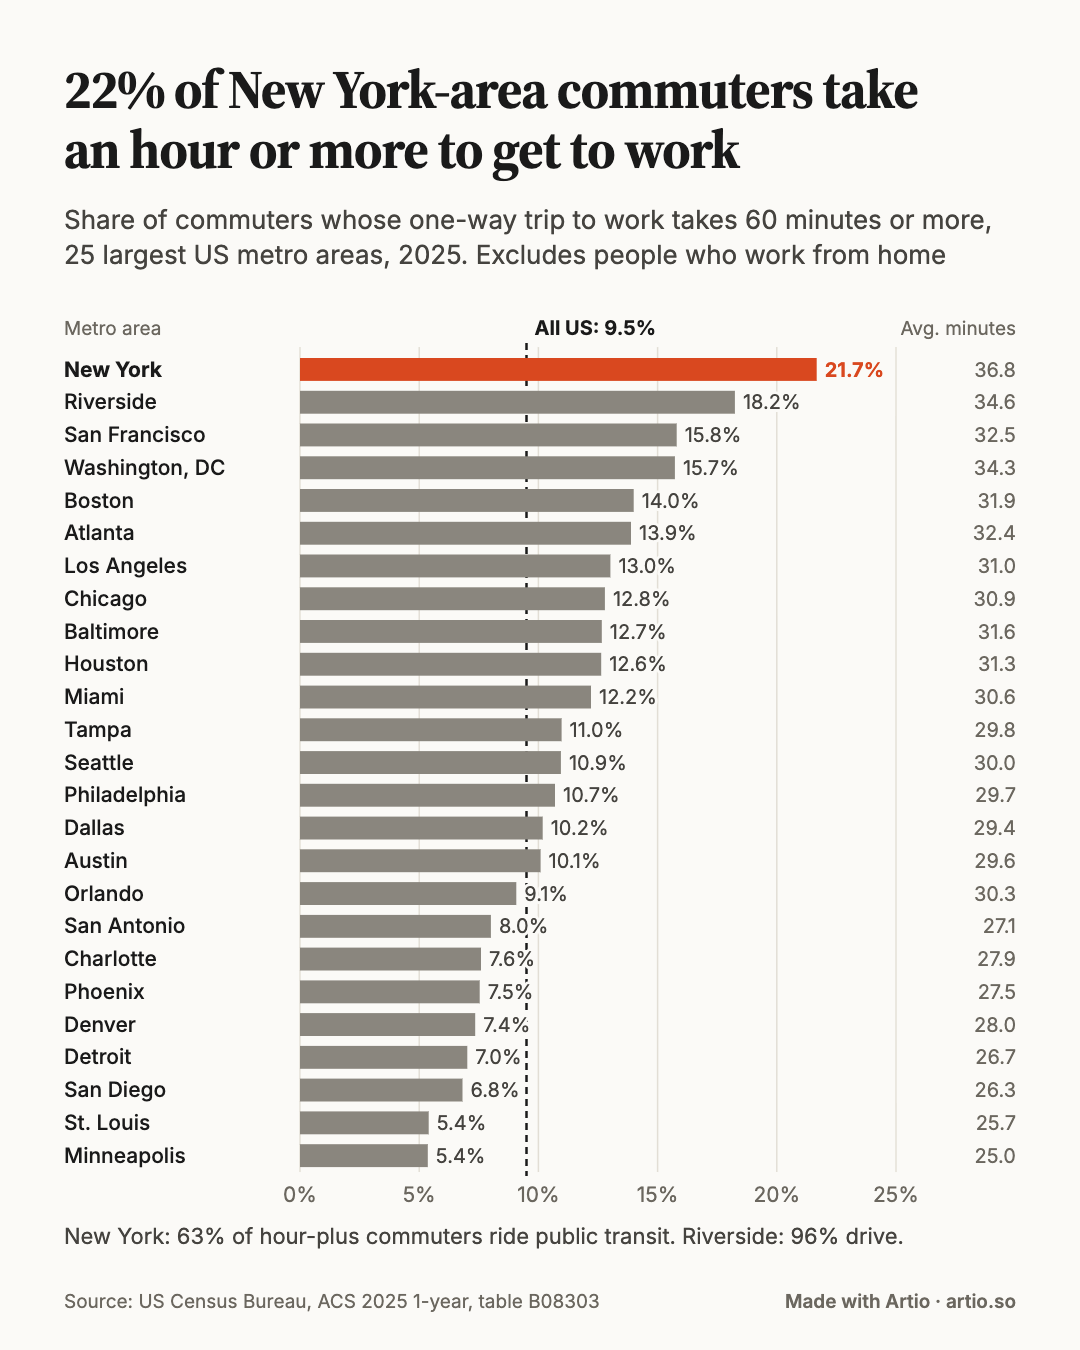 22% of New York-area commuters take
an hour or more to get to work
Share of commuters whose one-way trip to work takes 60 minutes or more,
25 largest US metro areas, 2025. Excludes people who work from home
Metro area All US: 9.5% Avg. minutes
New York 21.7% 36.8
Riverside 18.2% 34.6
San Francisco 15.8% 32.5
Washington, DC 15.7% 34.3
Boston 14.0% 31.9
Atlanta 13.9% 32.4
Los Angeles 13.0% 31.0
Chicago 12.8% 30.9
Baltimore 12.7% 31.6
Houston 12.6% 31.3
Miami 12.2% 30.6
Tampa 11.0% 29.8
Seattle 10.9% 30.0
Philadelphia 10.7% 29.7
Dallas 10.2% 29.4
Austin 10.1% 29.6
Orlando 9.1% 30.3
San Antonio 8.0% 27.1
Charlotte 7.6% 27.9
Phoenix 7.5% 27.5
Denver 7.4% 28.0
Detroit 7.0% 26.7
San Diego 6.8% 26.3
St. Louis 5.4% 25.7
Minneapolis 5.4% 25.0
0% 5% 10% 15% 20% 25%
New York: 63% of hour-plus commuters ride public transit. Riverside: 96% drive.
Source: US Census Bureau, ACS 2025 1-year, table B08303 Made with Artio · artio.so